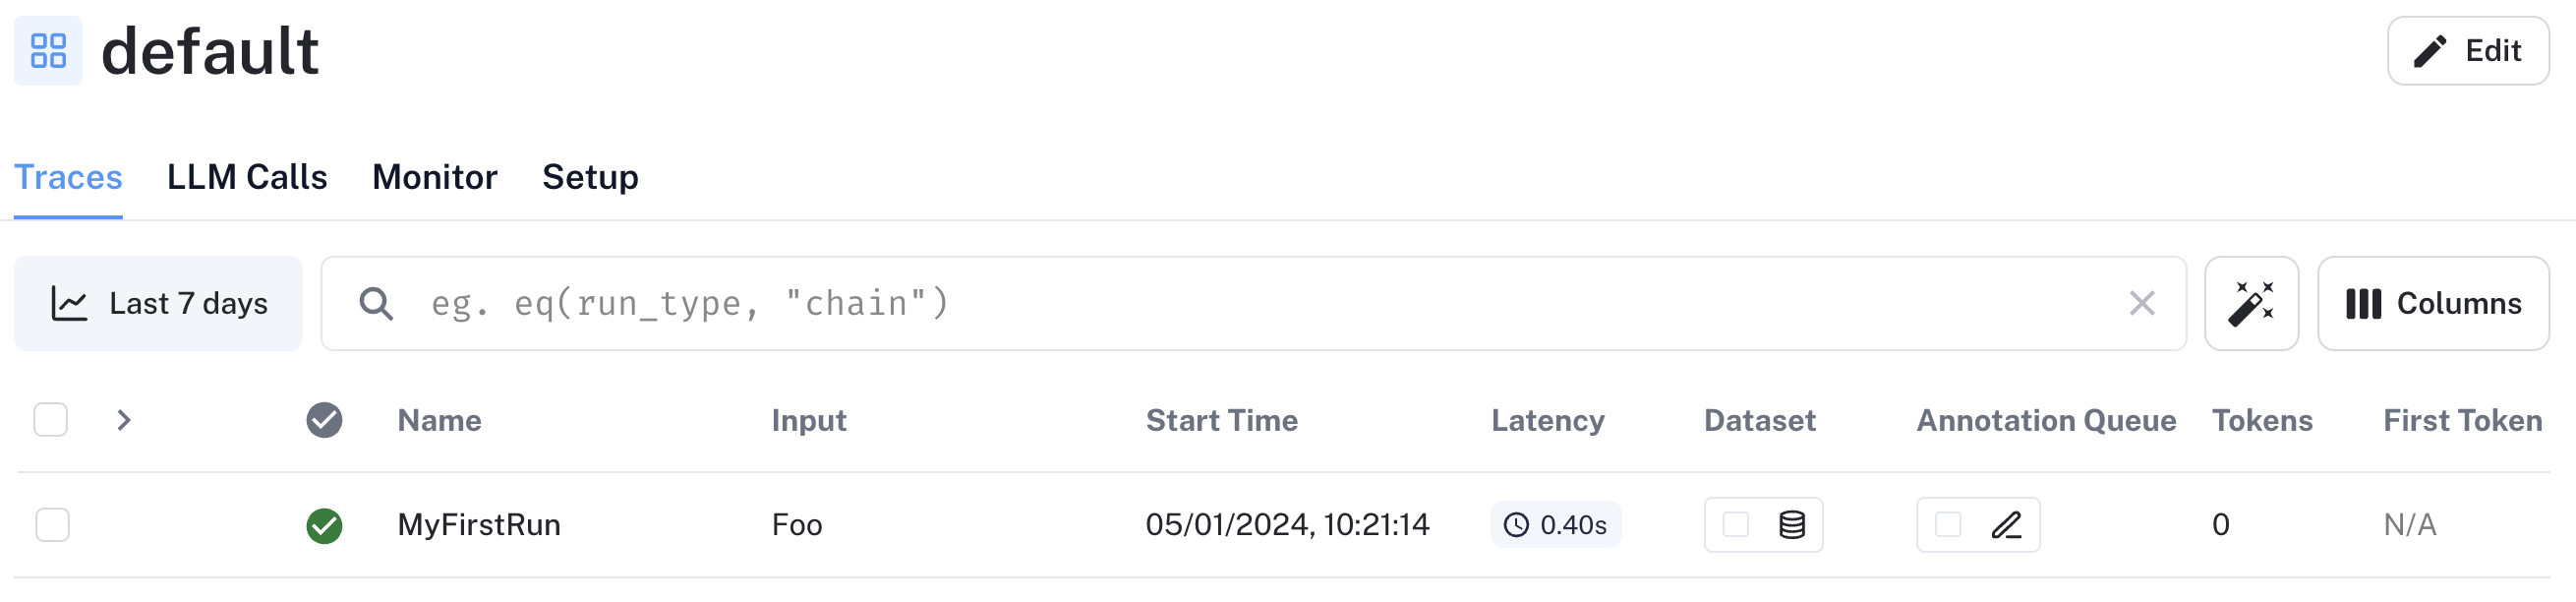 default
Edit
Traces LLM Calls Monitor Setup
Last 7 days eg. eq(run_type, "chain") Columns
Name Input Start Time Latency Dataset Annotation Queue Tokens First Token
MyFirstRun Foo 05/01/2024, 10:21:14 0.40s 0 N/A